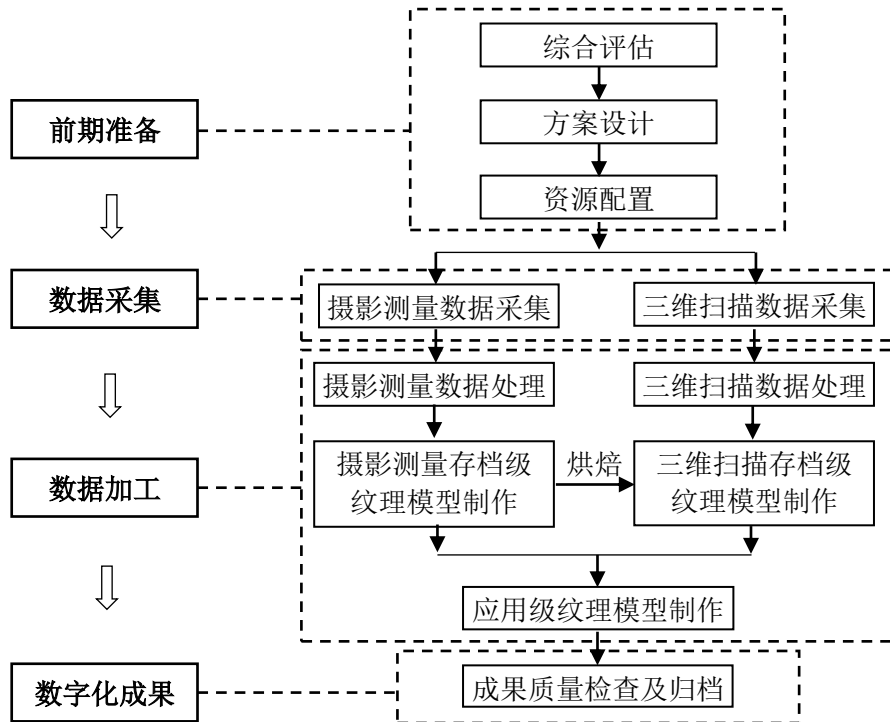 综合评估
前期准备
方案设计
资源配置
数据采集
摄影测量数据采集
三维扫描数据采集
摄影测量数据处理
三维扫描数据处理
数据加工
摄影测量存档级
纹理模型制作
烘焙
三维扫描存档级
纹理模型制作
应用级纹理模型制作
数字化成果
成果质量检查及归档